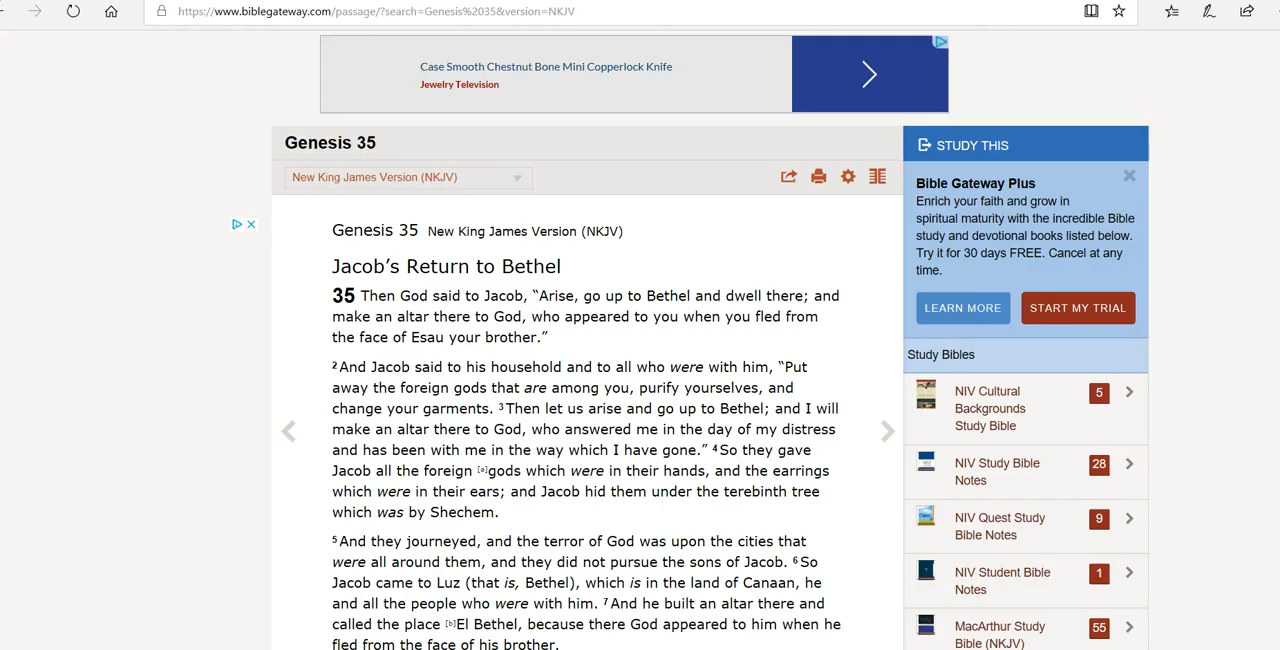 https://www.biblegateway.com/passage/?search=Genesis%2035&version=NKJV
Case Smooth Chestnut Bone Mini Copperlock Knife
Jewelry Television
Genesis 35
New King James Version (NKJV)
Genesis 35 New King James Version (NKJV)
Jacob’s Return to Bethel
35 Then God said to Jacob, “Arise, go up to Bethel and dwell there; and
make an altar there to God, who appeared to you when you fled from
the face of Esau your brother.”
2 And Jacob said to his household and to all who were with him, “Put
away the foreign gods that are among you, purify yourselves, and
change your garments. 3 Then let us arise and go up to Bethel; and I will
make an altar there to God, who answered me in the day of my distress
and has been with me in the way which I have gone.” 4 So they gave
Jacob all the foreign [a]gods which were in their hands, and the earrings
which were in their ears; and Jacob hid them under the terebinth tree
which was by Shechem.
5 And they journeyed, and the terror of God was upon the cities that
were all around them, and they did not pursue the sons of Jacob. 6 So
Jacob came to Luz (that is, Bethel), which is in the land of Canaan, he
and all the people who were with him. 7 And he built an altar there and
called the place [b]El Bethel, because there God appeared to him when he
fled from the face of his brother.
STUDY THIS
Bible Gateway Plus
Enrich your faith and grow in
spiritual maturity with the incredible Bible
study and devotional books listed below.
Try it for 30 days FREE. Cancel at any
time.
LEARN MORE
START MY TRIAL
Study Bibles
NIV Cultural
Backgrounds
Study Bible
5
NIV Study Bible
Notes
28
NIV Quest Study
Bible Notes
9
NIV Student Bible
Notes
1
MacArthur Study
Bible (NKJV)
55